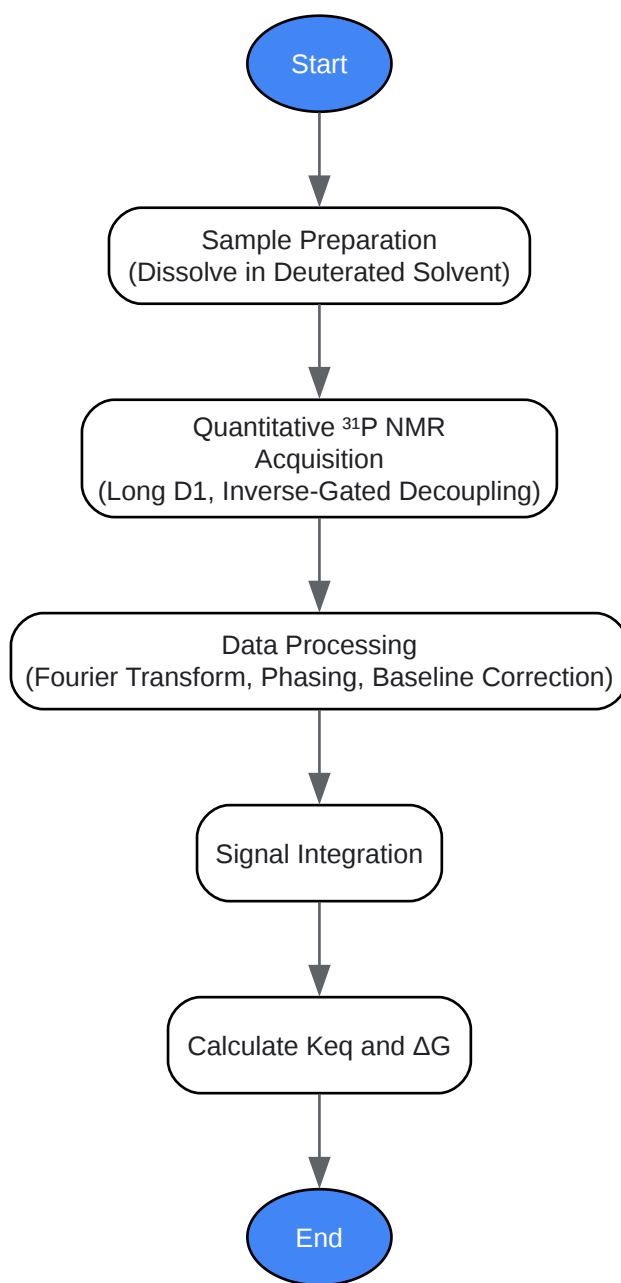 Start
Sample Preparation
(Dissolve in Deuterated Solvent)
Quantitative ³¹P NMR
Acquisition
(Long D1, Inverse-Gated Decoupling)
Data Processing
(Fourier Transform, Phasing, Baseline Correction)
Signal Integration
Calculate Keq and ΔG
End